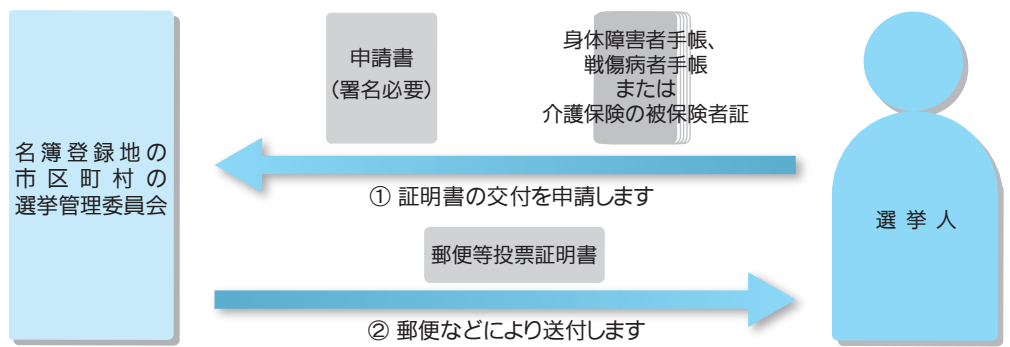 申請書
（署名必要）
身体障害者手帳、
戦傷病者手帳
または
介護保険の被保険者証
名簿登録地の
市区町村の
選挙管理委員会
① 証明書の交付を申請します
選挙人
郵便等投票証明書
② 郵便などにより送付します